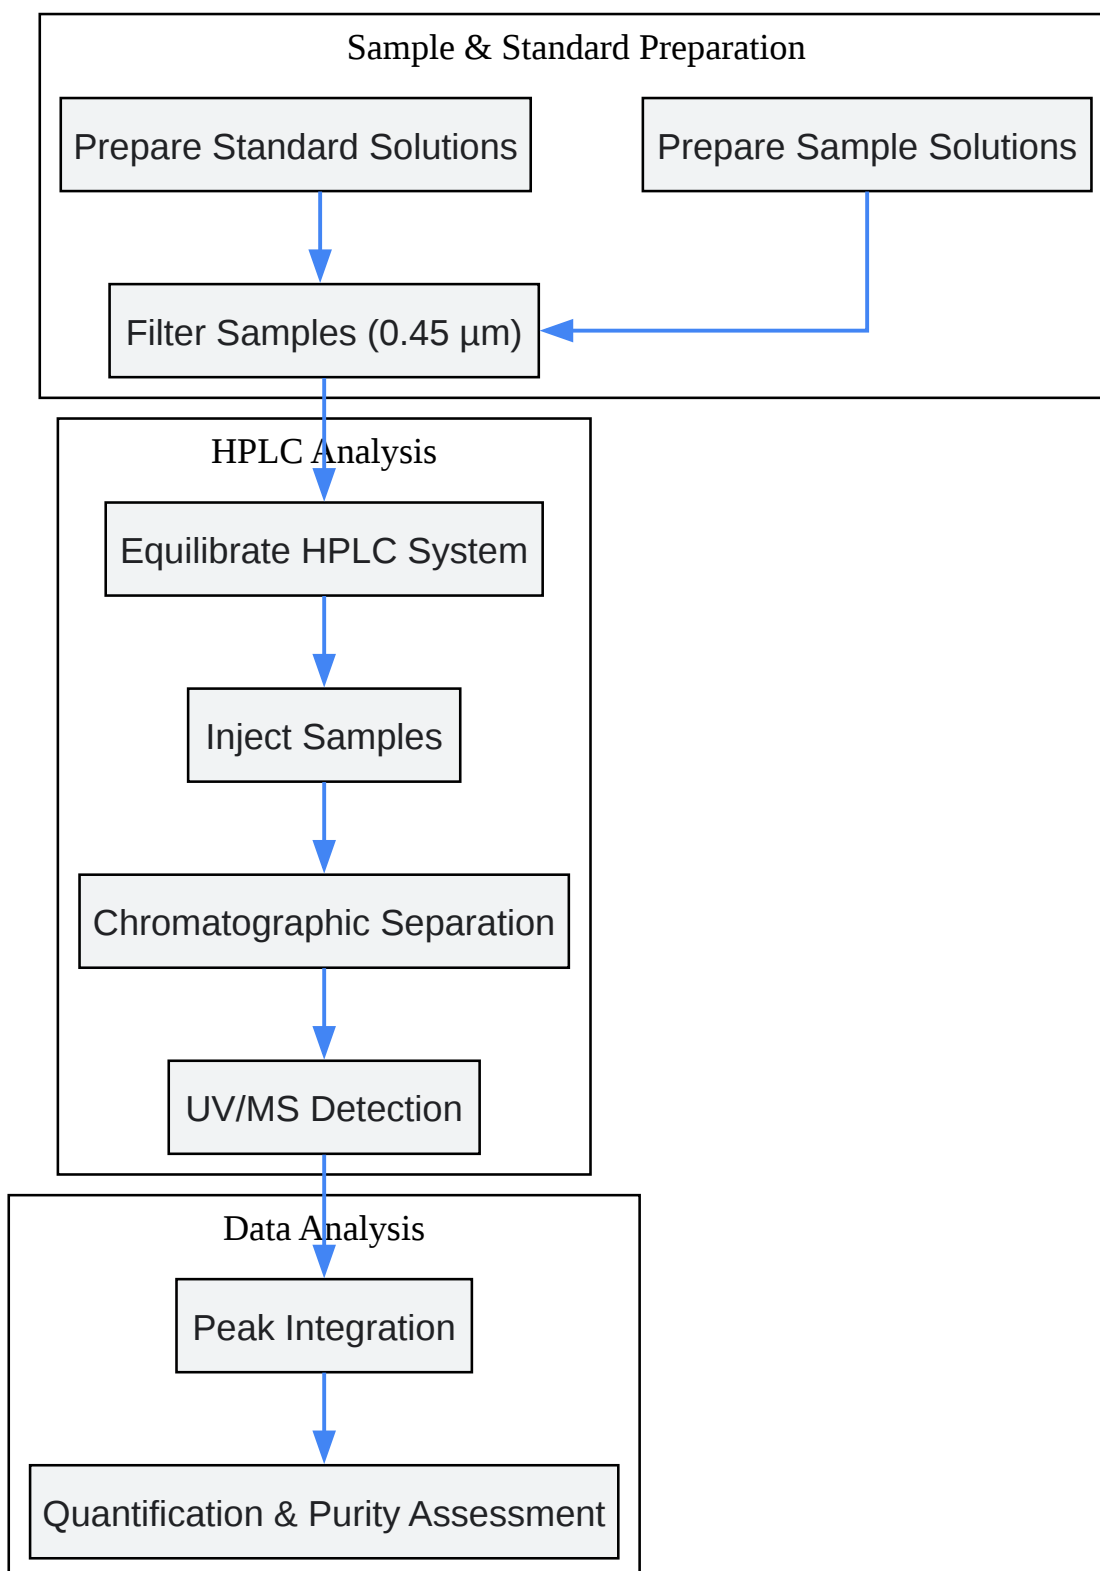 Sample & Standard Preparation
Prepare Standard Solutions
Prepare Sample Solutions
Filter Samples (0.45 µm)
HPLC Analysis
Equilibrate HPLC System
Inject Samples
Chromatographic Separation
UV/MS Detection
Data Analysis
Peak Integration
Quantification & Purity Assessment